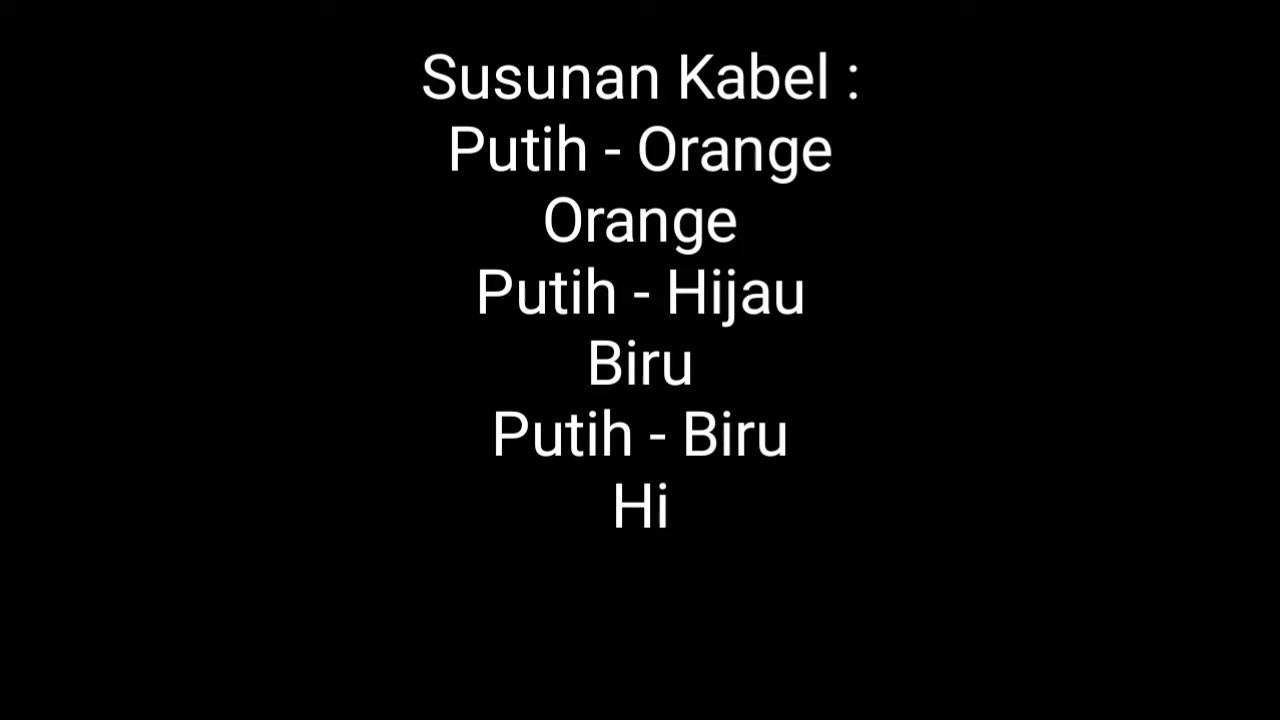 Susunan Kabel :
Putih - Orange
Orange
Putih - Hijau
Biru
Putih - Biru
Hi